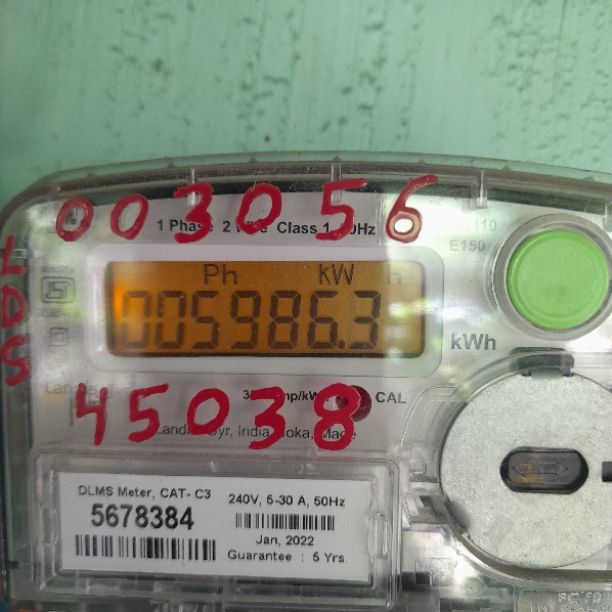 003056
1 Phase 2 Class 1 Hz
E150
LDS
Ph kW h
005986.3
kWh
CAL
45038
India
DLMS Meter, CAT- C3
5678384
240V, 5-30 A, 50Hz
Jan, 2022
Guarantee : 5 Yrs.